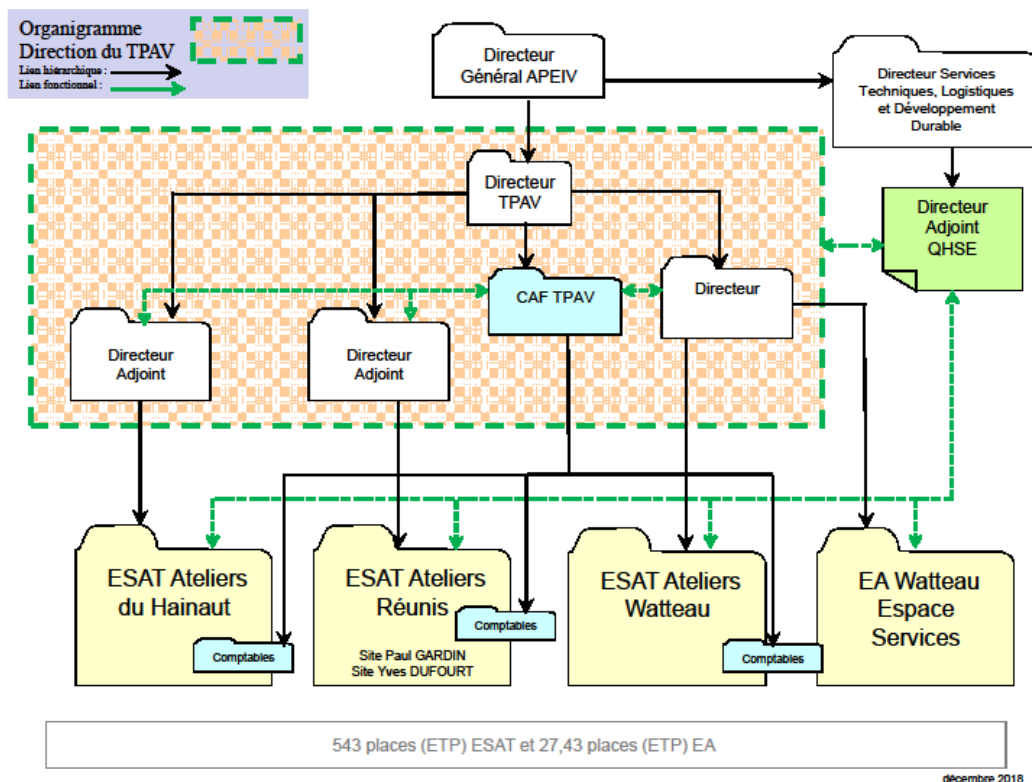 Organigramme
Direction du TPAV
Lien hiérarchique :
Lien fonctionnel :
Directeur
Général APEIV
Directeur Services
Techniques, Logistiques
et Développement
Durable
Directeur
TPAV
Directeur
Adjoint
QHSE
CAF TPAV
Directeur
Directeur
Adjoint
Directeur
Adjoint
ESAT Ateliers
du Hainaut
Comptables
ESAT Ateliers
Réunis
Comptables
Site Paul GARDIN
Site Yves DUFOURT
ESAT Ateliers
Watteau
Comptables
EA Watteau
Espace
Services
543 places (ETP) ESAT et 27,43 places (ETP) EA
décembre 2018